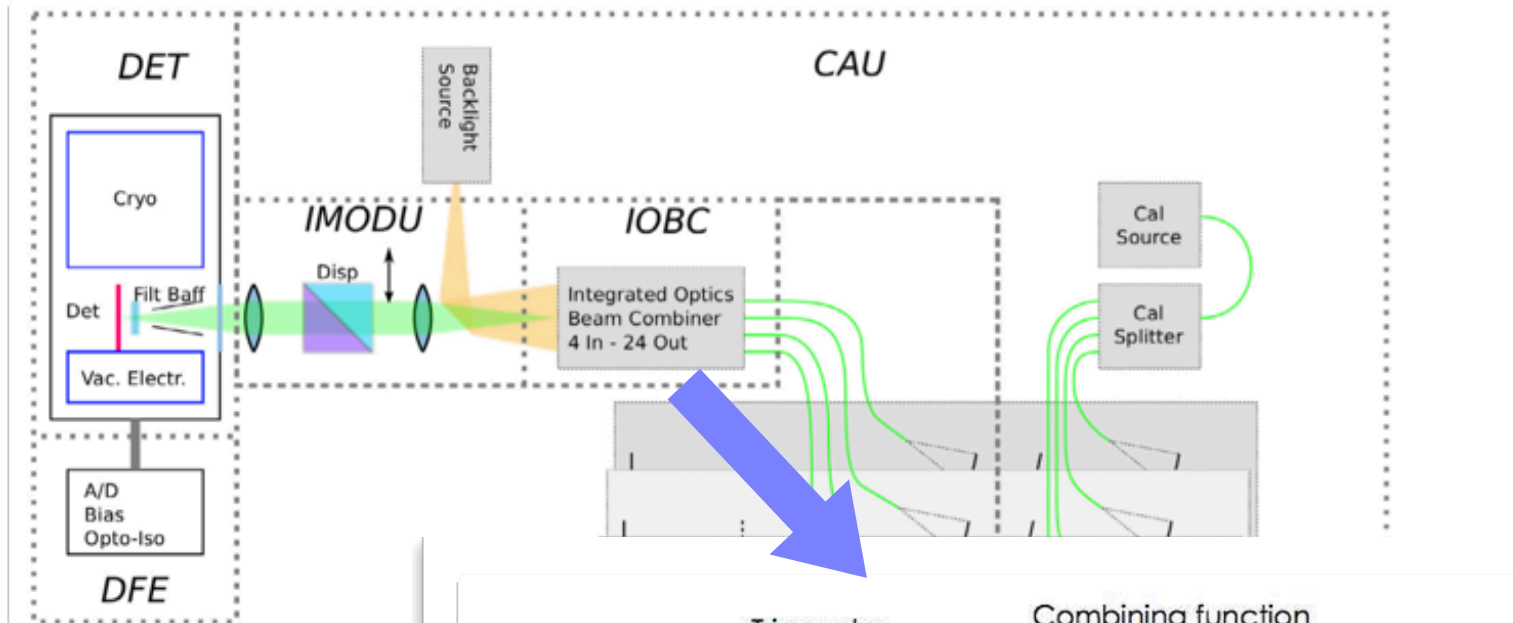 DET
CAU
Backlight
Source
Cryo
IMODU
IOBC
Cal
Source
Disp
Filt Baff
Det
Integrated Optics
Beam Combiner
4 In - 24 Out
Cal
Splitter
Vac. Electr.
A/D
Bias
Opto-Iso
DFE
Combining function